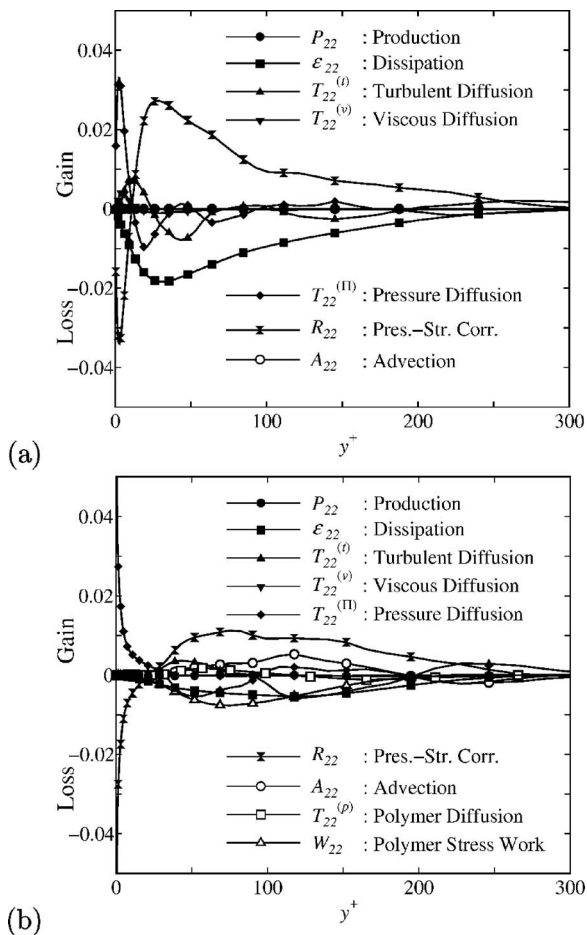 0.04
0.02
0
−0.02
−0.04
Gain
Loss
P22 : Production
ε22 : Dissipation
T22(t) : Turbulent Diffusion
T22(v) : Viscous Diffusion
T22(Π) : Pressure Diffusion
R22 : Pres.−Str. Corr.
A22 : Advection
0 100 200 300
y+
(a)
0.04
0.02
0
−0.02
−0.04
Gain
Loss
P22 : Production
ε22 : Dissipation
T22(t) : Turbulent Diffusion
T22(v) : Viscous Diffusion
T22(Π) : Pressure Diffusion
R22 : Pres.−Str. Corr.
A22 : Advection
T22(p) : Polymer Diffusion
W22 : Polymer Stress Work
0 100 200 300
y+
(b)